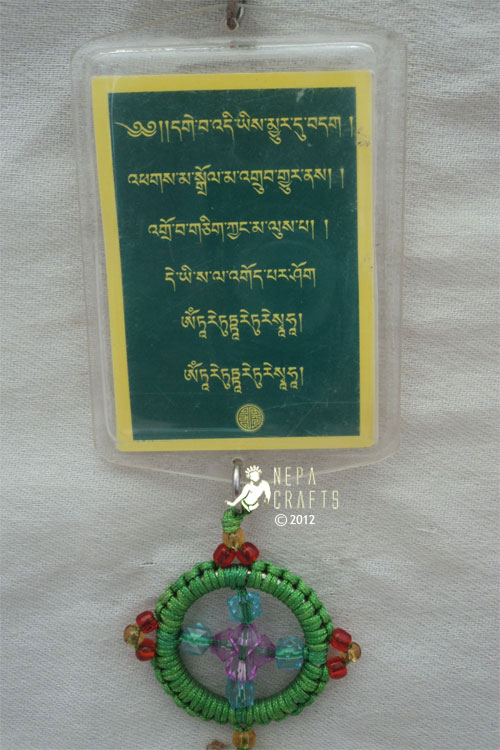 ༄༅།།དགེ་བ་འདི་ཡིས་མྱུར་དུ་བདག །
འཕགས་མ་སྒྲོལ་མ་འགྲུབ་གྱུར་ནས། །
འགྲོ་བ་གཅིག་ཀྱང་མ་ལུས་པ། །
དེ་ཡི་ས་ལ་འགོད་པར་ཤོག
ཨོཾ་ཏཱ་རེ་ཏུཏྟཱ་རེ་ཏུ་རེ་སྭཱ་ཧཱ།
ཨོཾ་ཏཱ་རེ་ཏུཏྟཱ་རེ་ཏུ་རེ་སྭཱ་ཧཱ།
NEPA
CRAFTS
© 2012